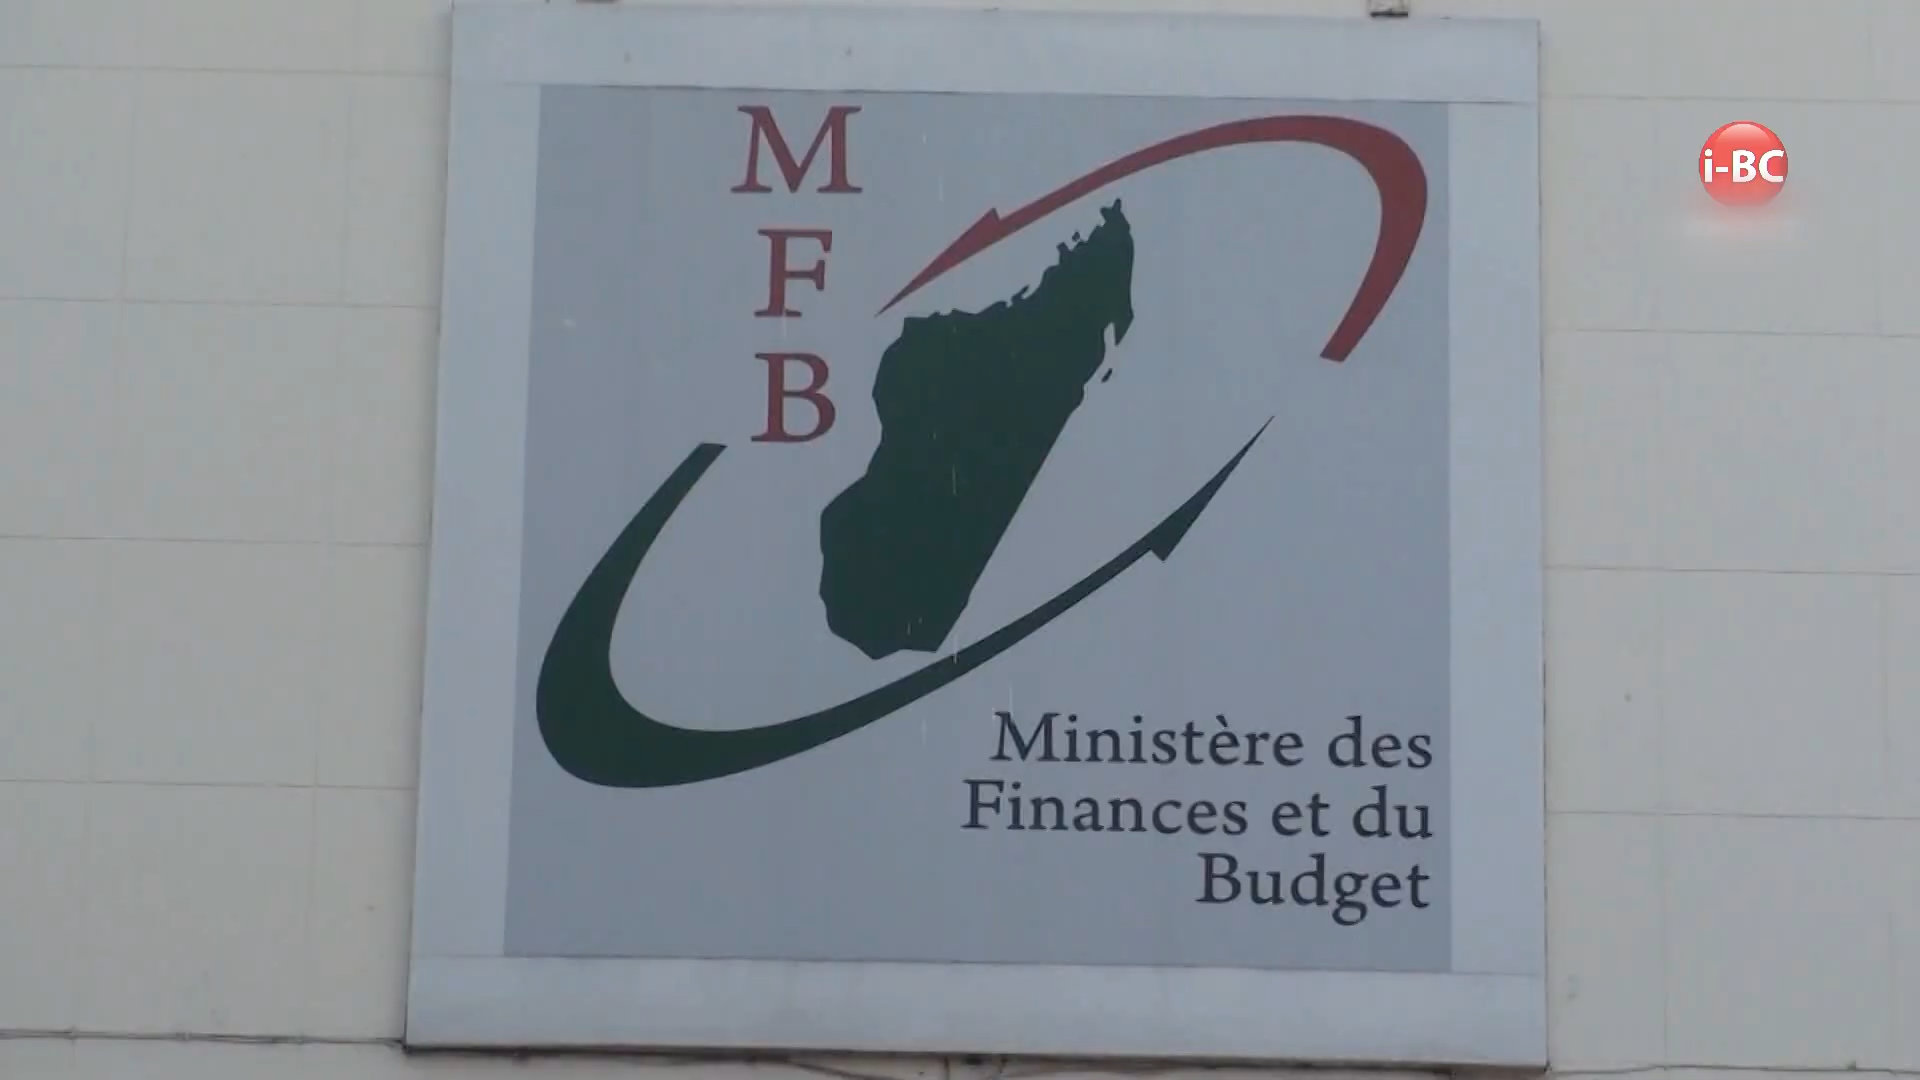 M
F
B
i-BC
Ministère des
Finances et du
Budget